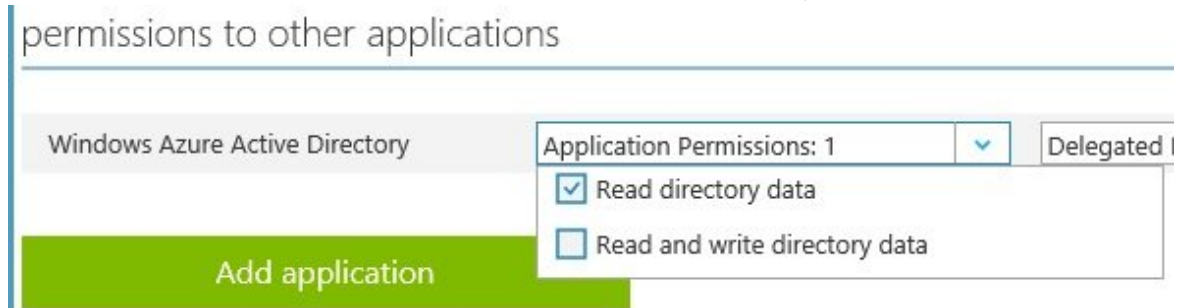 permissions to other applications
Windows Azure Active Directory
Application Permissions: 1
Delegated
Read directory data
Read and write directory data
Add application